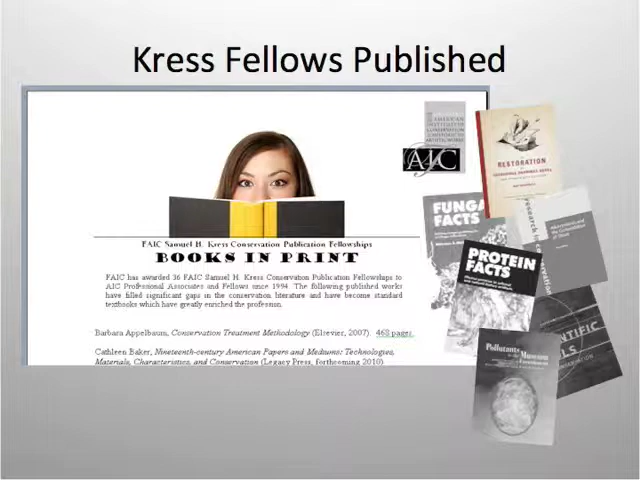 Kress Fellows Published
FAIC Samuel H. Kress Conservation Publication Fellowships
BOOKS IN PRINT
FAIC has awarded 36 FAIC Samuel H. Kress Conservation Publication Fellowships to
AIC Professional Associates and Fellows since 1994. The following published works
have filled significant gaps in the conservation literature and have become standard
textbooks which have greatly enriched the profession.
Barbara Appelbaum, Conservation Treatment Methodology (Elsevier, 2007). 468 pages.
Cathleen Baker, Nineteenth-century American Papers and Mediums: Technologies,
Materials, Characteristics, and Conservation (Legacy Press, forthcoming 2010)
AIC
RESTORATION
FUNGAL
FACTS
PROTEIN
FACTS
Pollutants
Museum